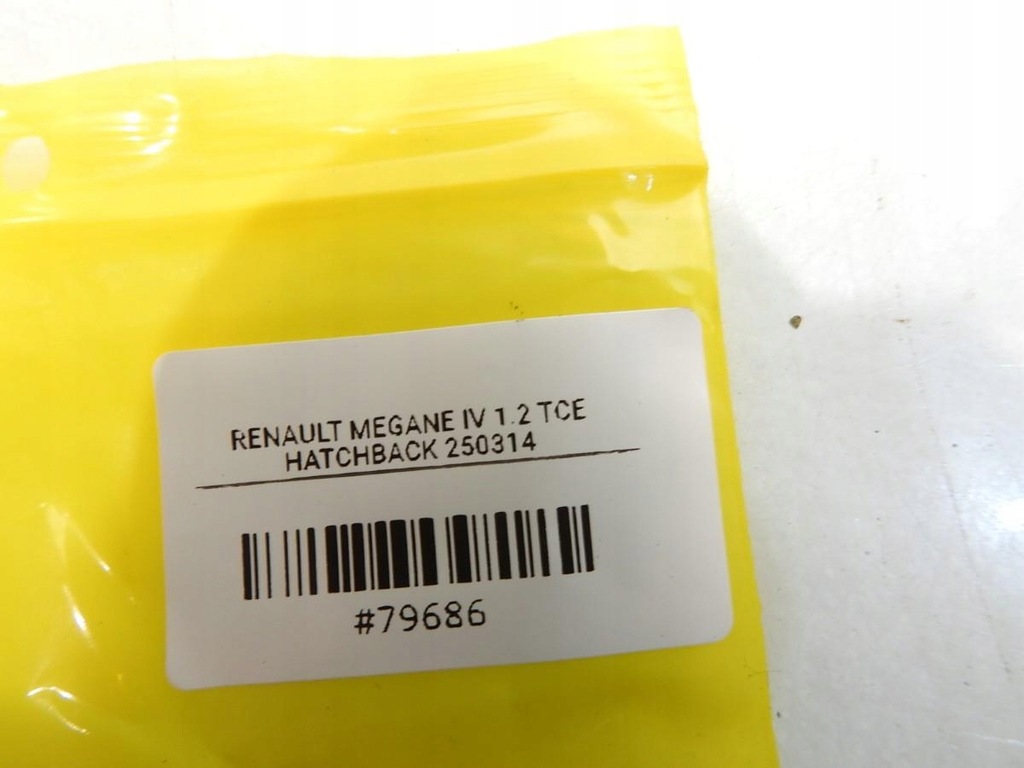 RENAULT MEGANE IV 1.2 TCE
HATCHBACK 250314
#79686